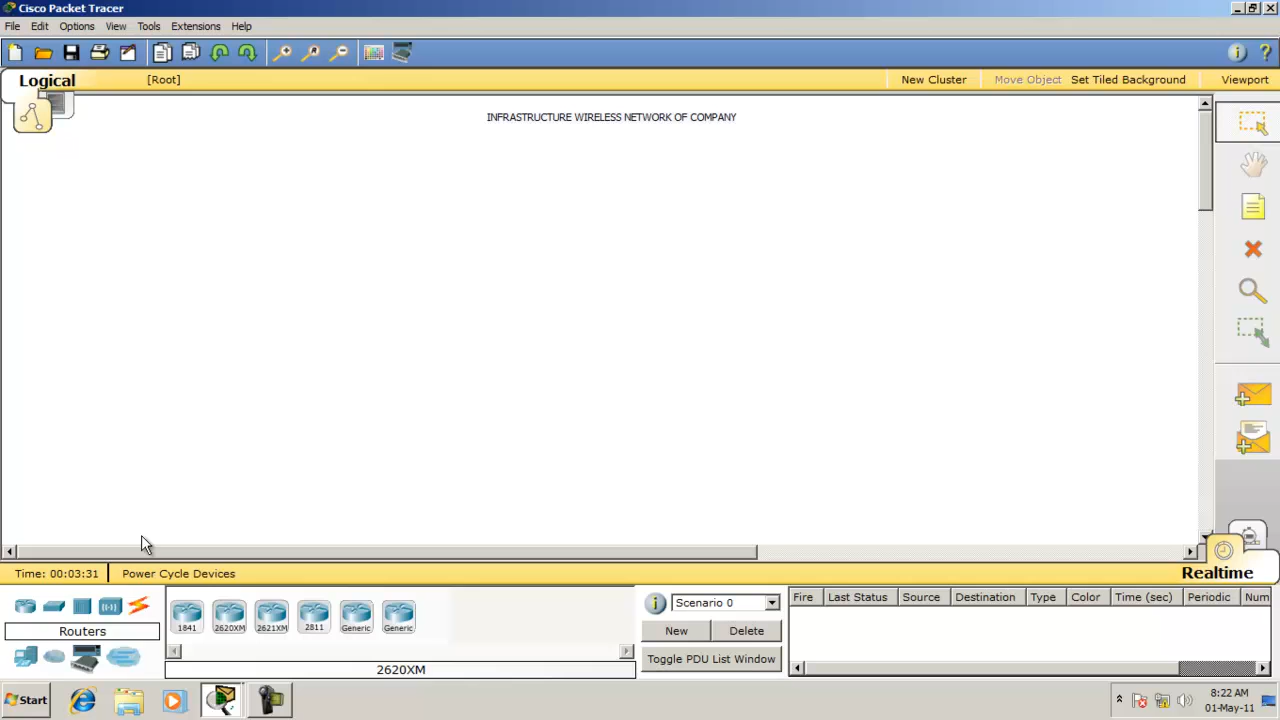 Cisco Packet Tracer
File Edit Options View Tools Extensions Help
Logical [Root] New Cluster Move Object Set Tiled Background Viewport
INFRASTRUCTURE WIRELESS NETWORK OF COMPANY
Time: 00:03:31 Power Cycle Devices Realtime
Routers
1841 2620XM 2621XM 2811 Generic Generic
2620XM
Scenario 0
New Delete
Toggle PDU List Window
Fire Last Status Source Destination Type Color Time (sec) Periodic Num
Start
8:22 AM
01-May-11